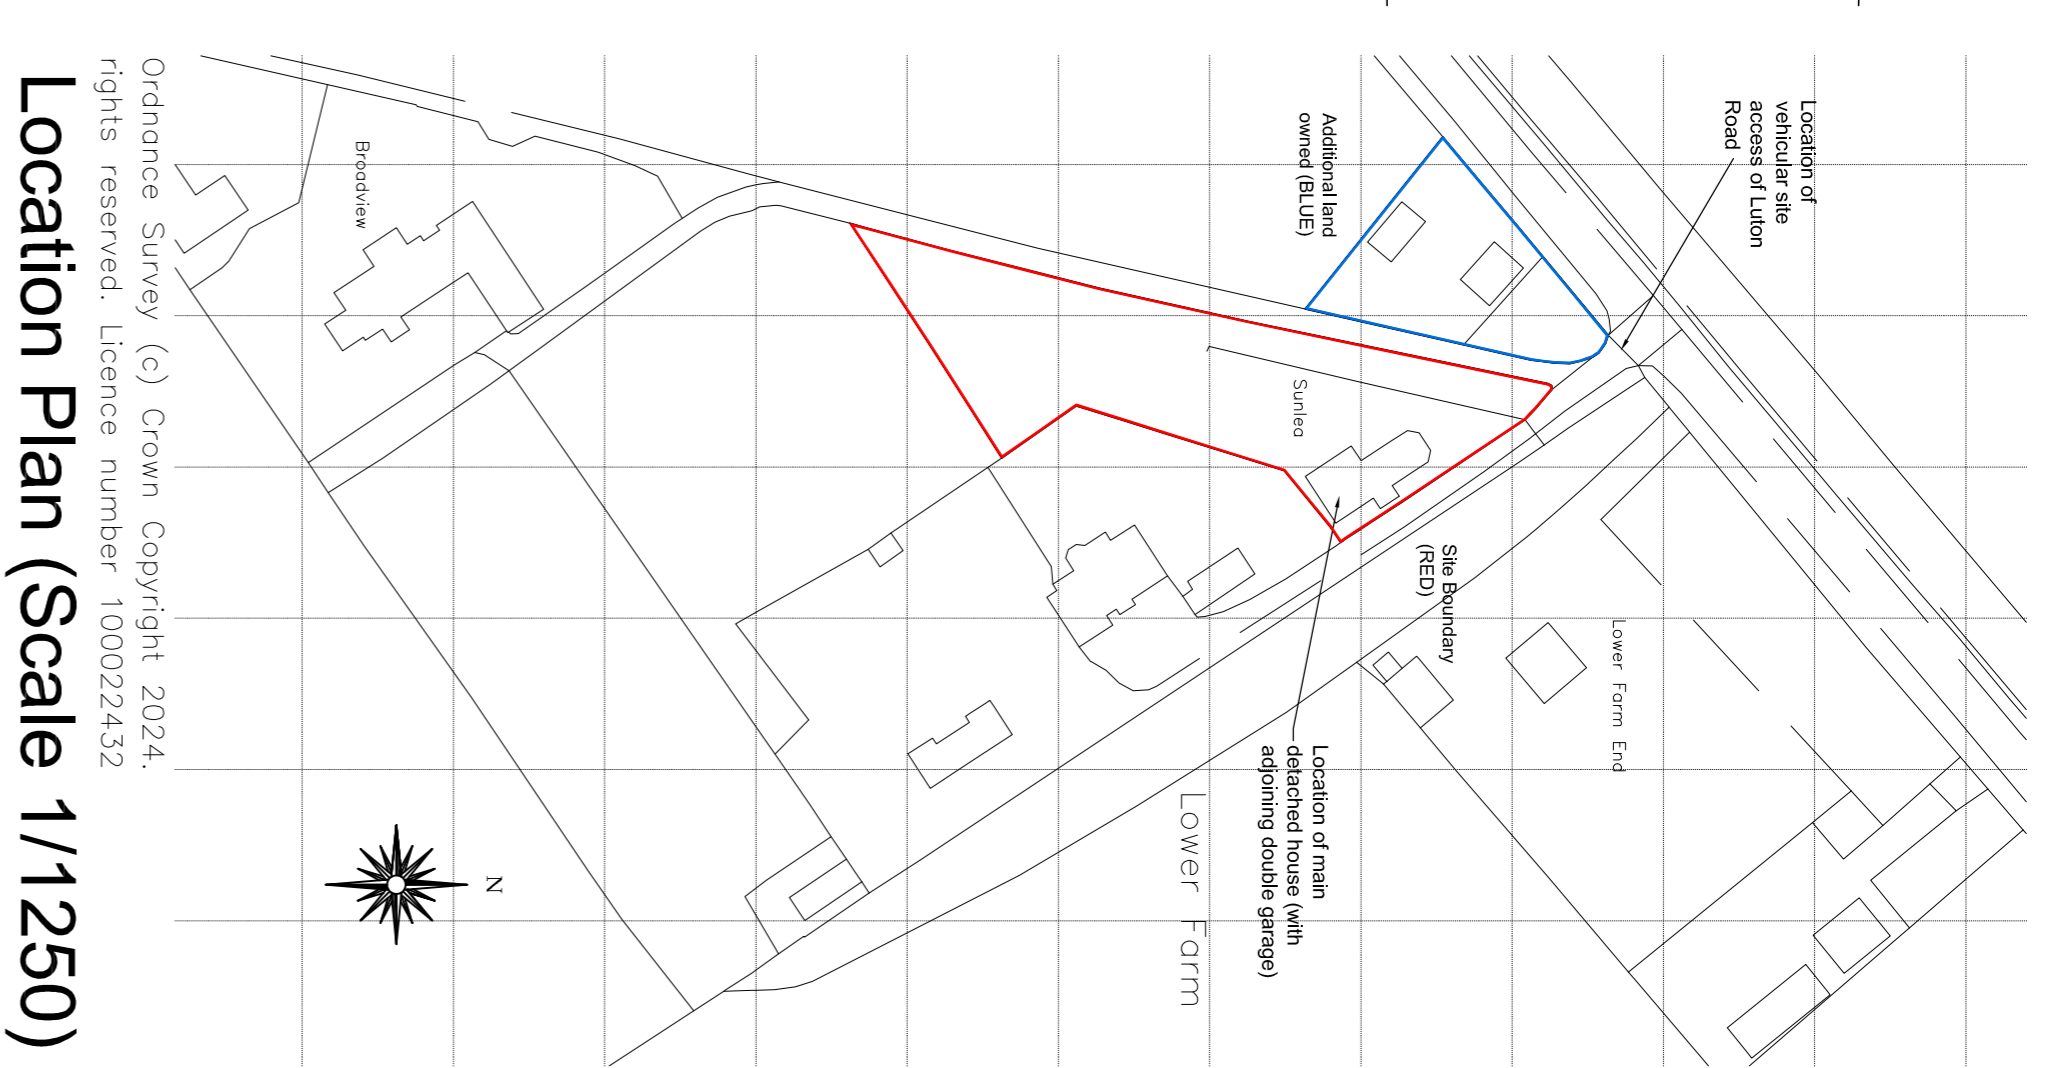 Location of
vehicular site
access of Luton
Road
Additional land
owned (BLUE)
Broadview
Sunlea
Site Boundary
(RED)
Lower Farm End
Location of main
detached house (with
adjoining double garage)
Lower Farm
N
Ordnance Survey (c) Crown Copyright 2024.
rights reserved. Licence number 100022432
Location Plan (Scale 1/1250)